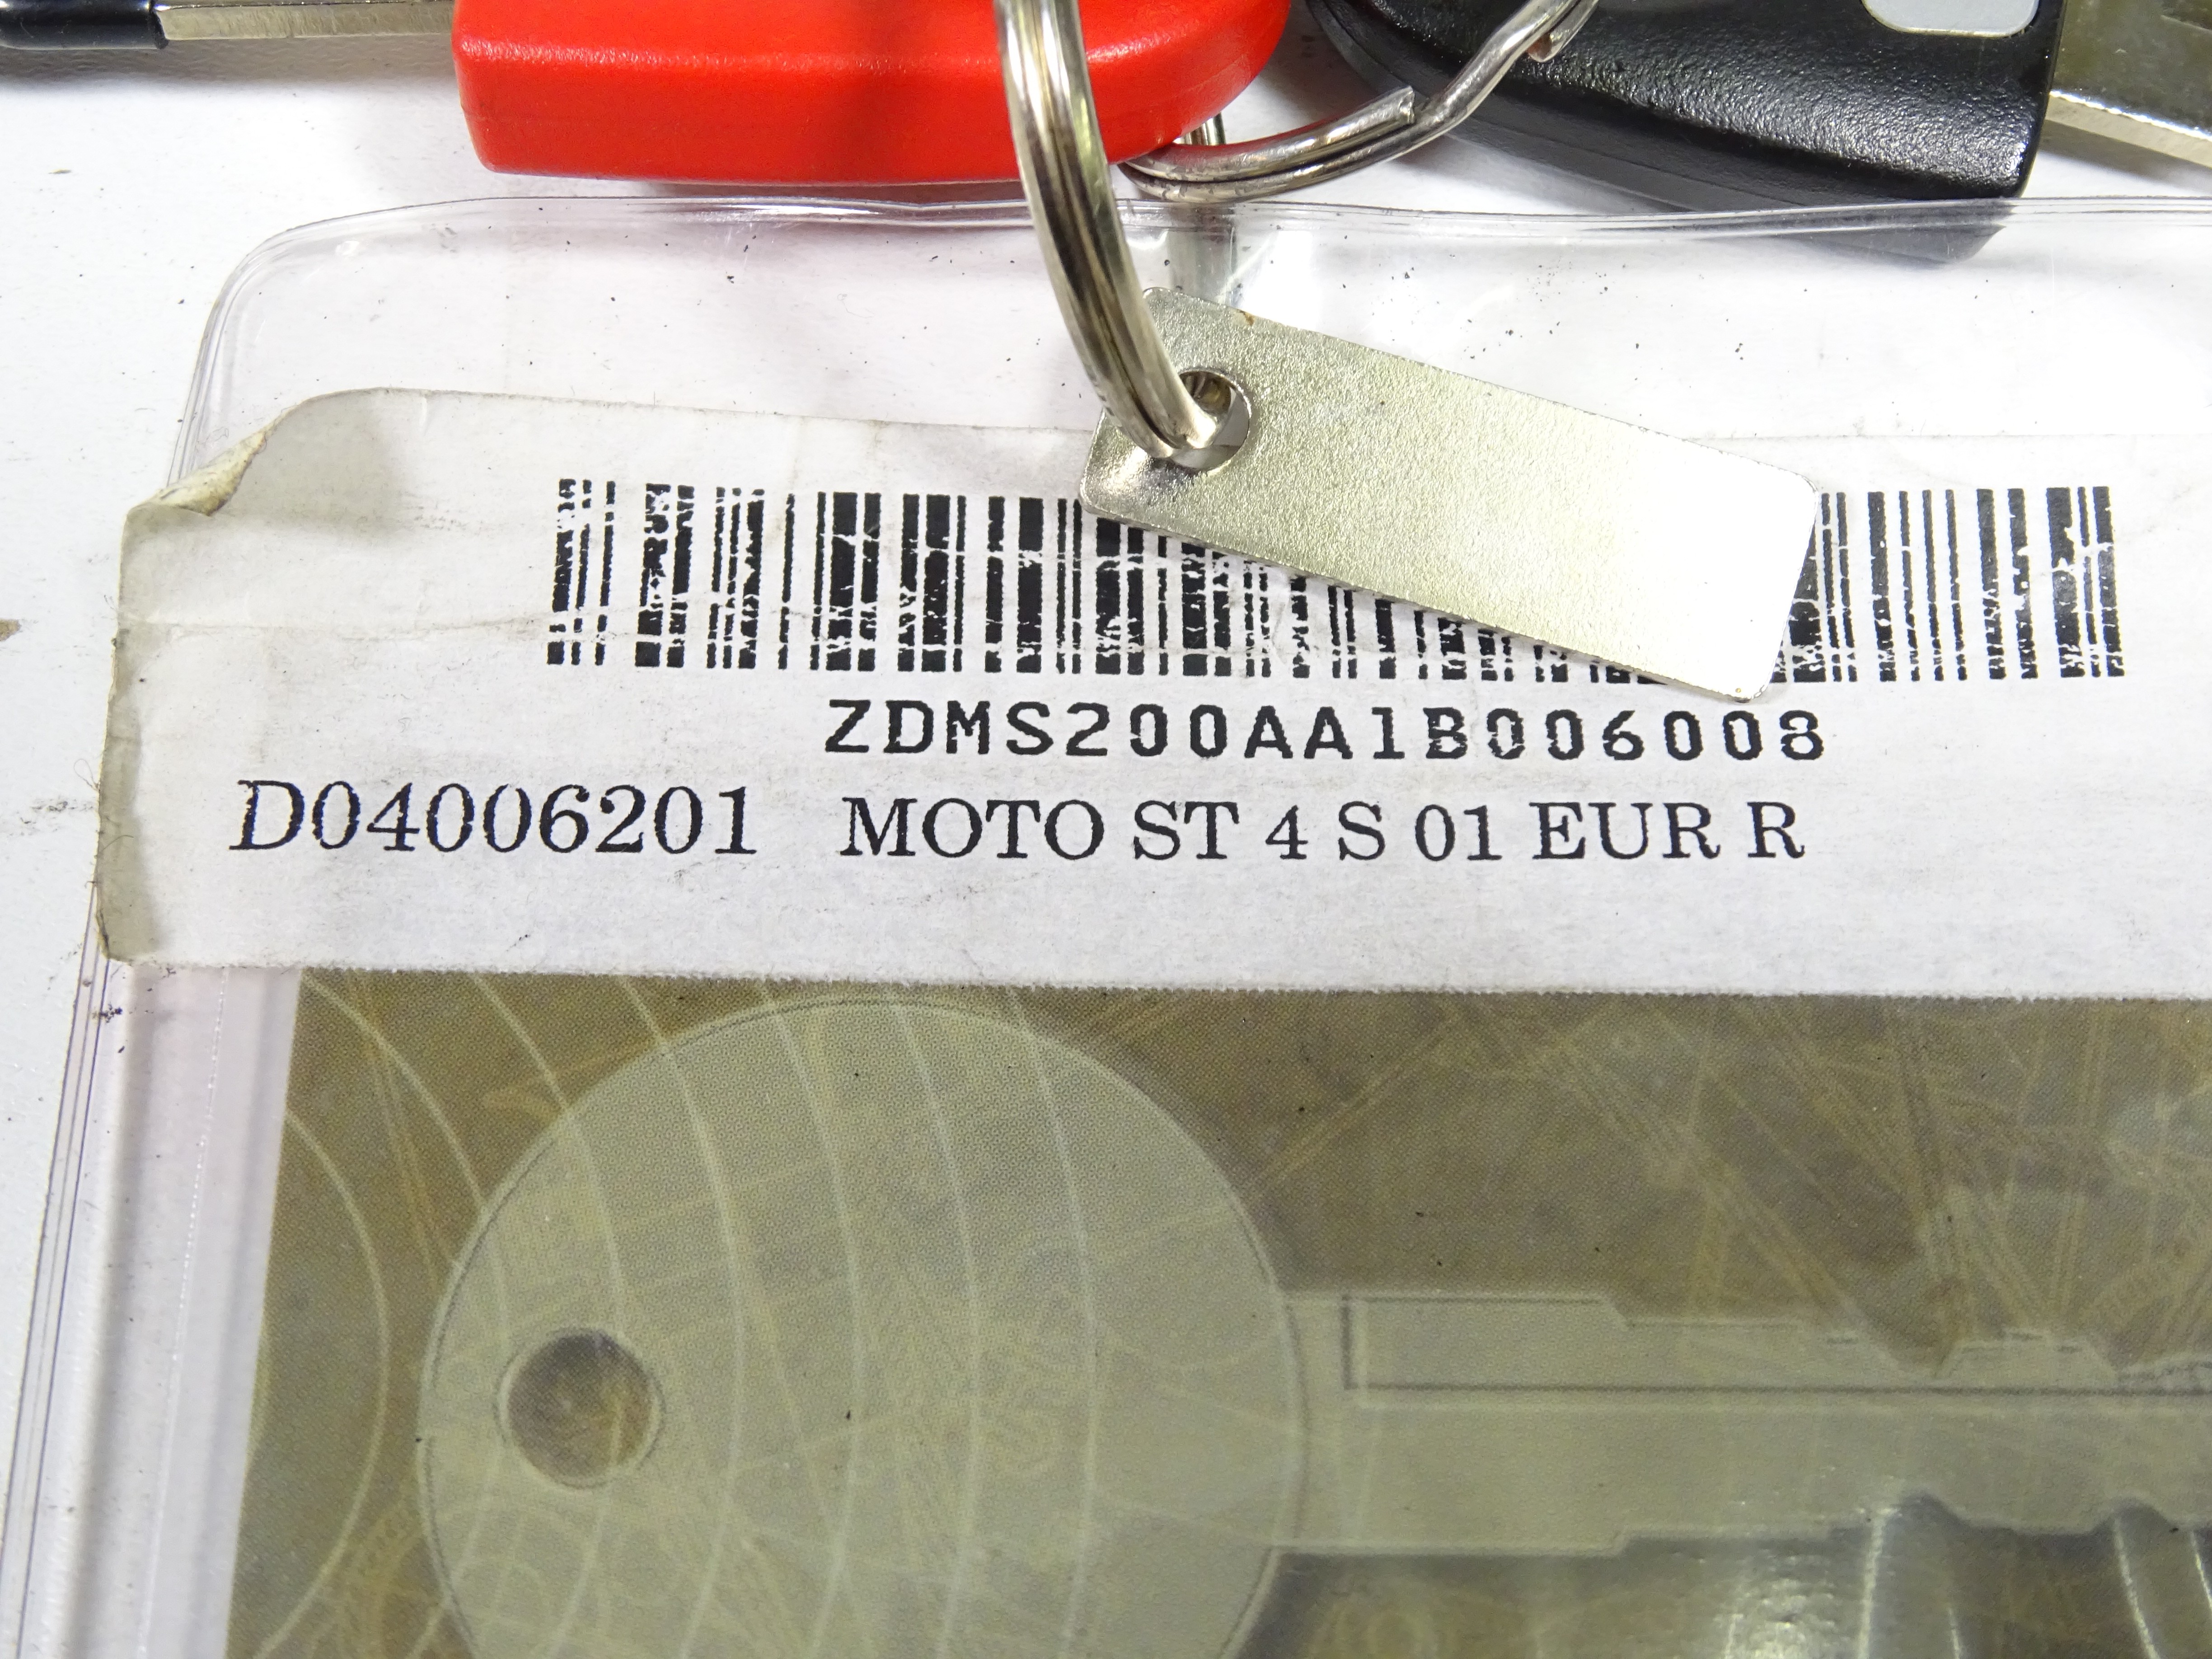 ZDMS200AA1B006008
D04006201 MOTO ST 4 S 01 EUR R